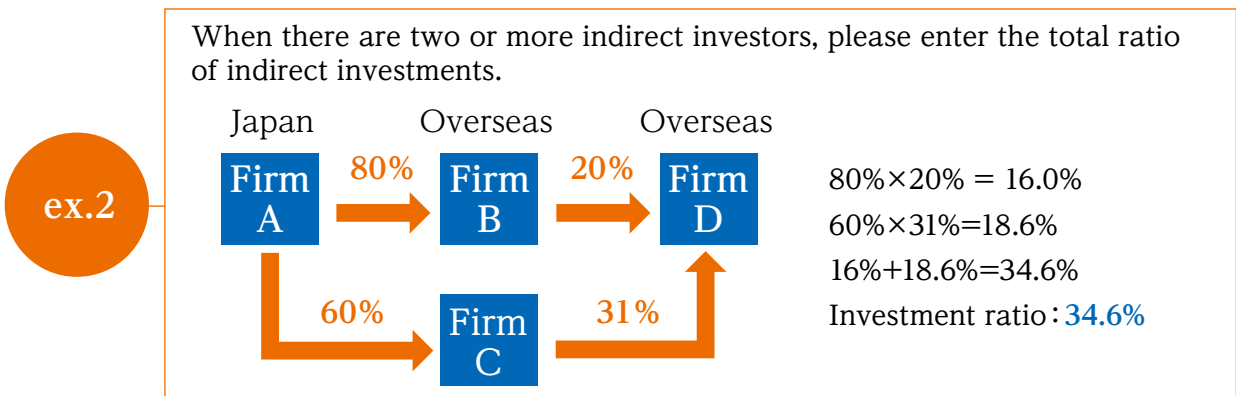 When there are two or more indirect investors, please enter the total ratio
of indirect investments.
ex.2
Japan
Overseas
Overseas
Firm
A
80%
Firm
B
20%
Firm
D
60%
Firm
C
31%
80%×20% = 16.0%
60%×31%=18.6%
16%+18.6%=34.6%
Investment ratio：34.6%